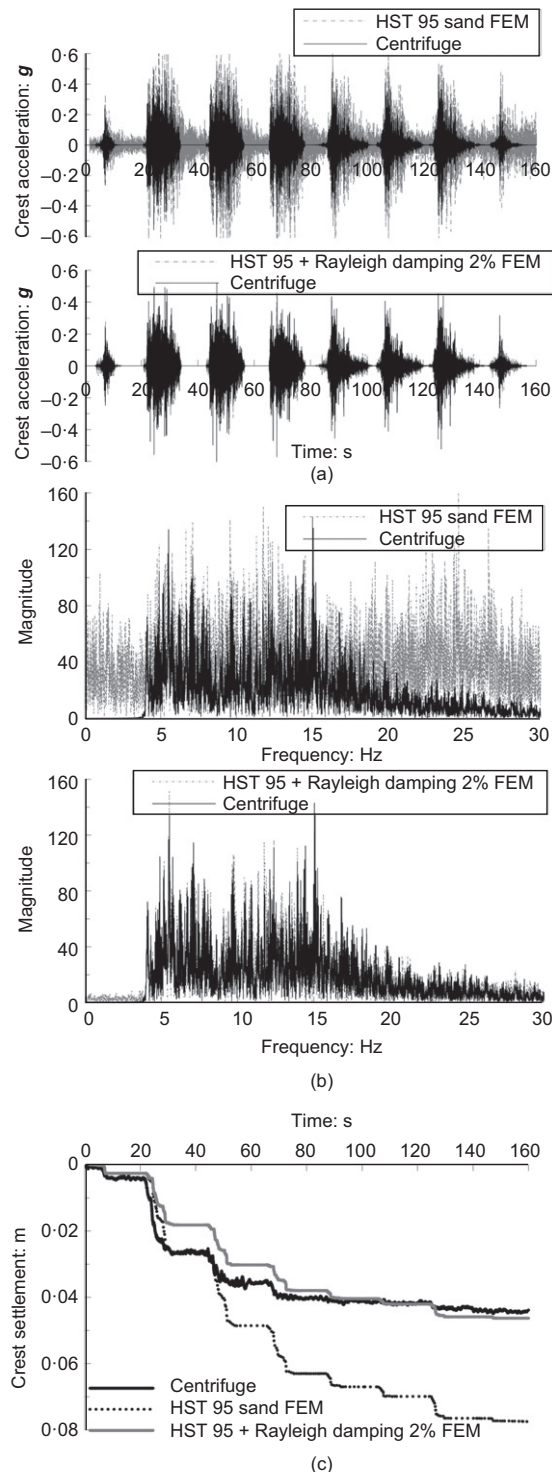 HST 95 sand FEM
Centrifuge
Crest acceleration: g
0·6
0·4
0·2
0
–0·2
–0·4
–0·6
0 20 40 60 80 100 120 140 160
HST 95 + Rayleigh damping 2% FEM
Centrifuge
Crest acceleration: g
0·6
0·4
0·2
0
–0·2
–0·4
–0·6
0 20 40 60 80 100 120 140 160
Time: s
(a)
HST 95 sand FEM
Centrifuge
Magnitude
160
120
80
40
0
0 5 10 15 20 25 30
Frequency: Hz
HST 95 + Rayleigh damping 2% FEM
Centrifuge
Magnitude
160
120
80
40
0
0 5 10 15 20 25 30
Frequency: Hz
(b)
Time: s
0 20 40 60 80 100 120 140 160
Crest settlement: m
0
0·02
0·04
0·06
0·08
Centrifuge
HST 95 sand FEM
HST 95 + Rayleigh damping 2% FEM
(c)